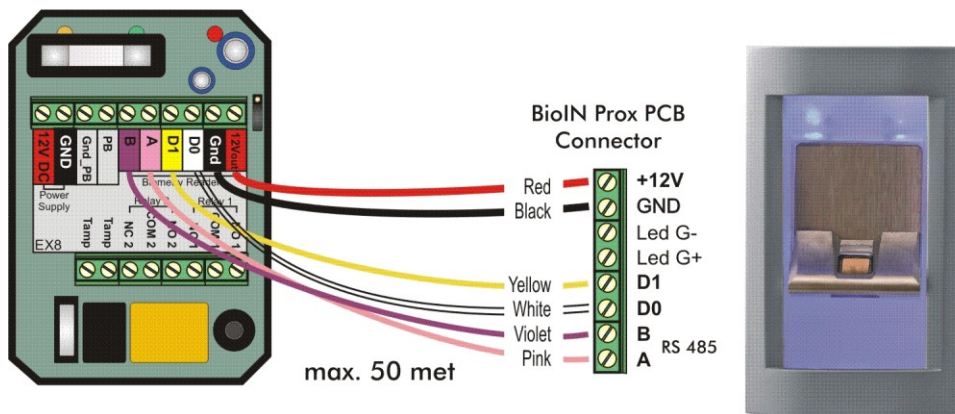 12V DC
GND
Gnd_PB
PB
B
A
D1
D0
Gnd
12Vout
Power
Supply
EX8
Tamp
Tamp
NC 2
COM 2
NO 2
BioIN Prox PCB
Connector
Red
+12V
Black
GND
Led G-
Led G+
Yellow
D1
White
D0
Violet
B
RS 485
Pink
A
max. 50 met